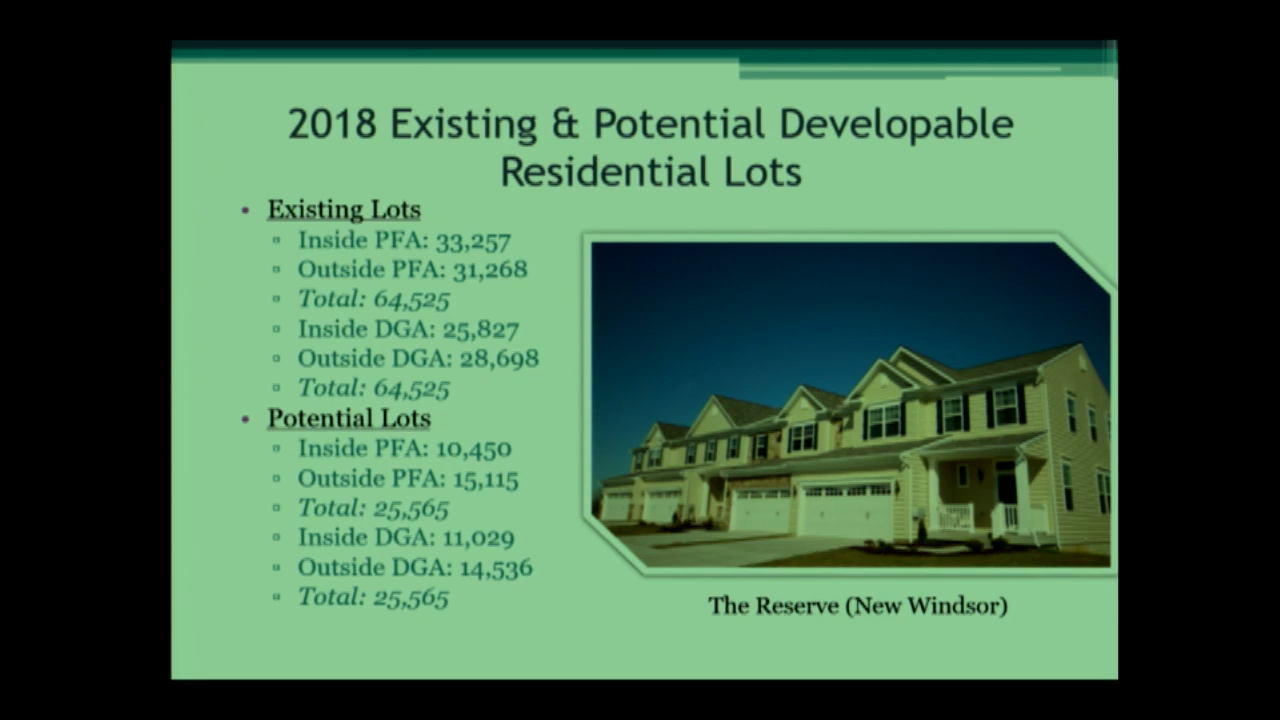 2018 Existing & Potential Developable
Residential Lots
• Existing Lots
▫ Inside PFA: 33,257
▫ Outside PFA: 31,268
▫ Total: 64,525
▫ Inside DGA: 25,827
▫ Outside DGA: 28,698
▫ Total: 64,525
• Potential Lots
▫ Inside PFA: 10,450
▫ Outside PFA: 15,115
▫ Total: 25,565
▫ Inside DGA: 11,029
▫ Outside DGA: 14,536
▫ Total: 25,565
The Reserve (New Windsor)